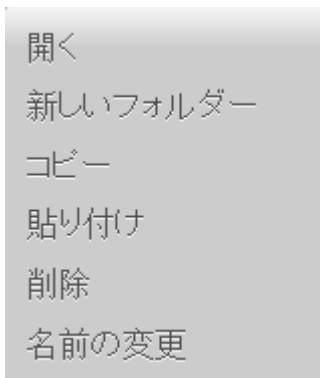 開く
新しいフォルダー
コピー
貼り付け
削除
名前の変更